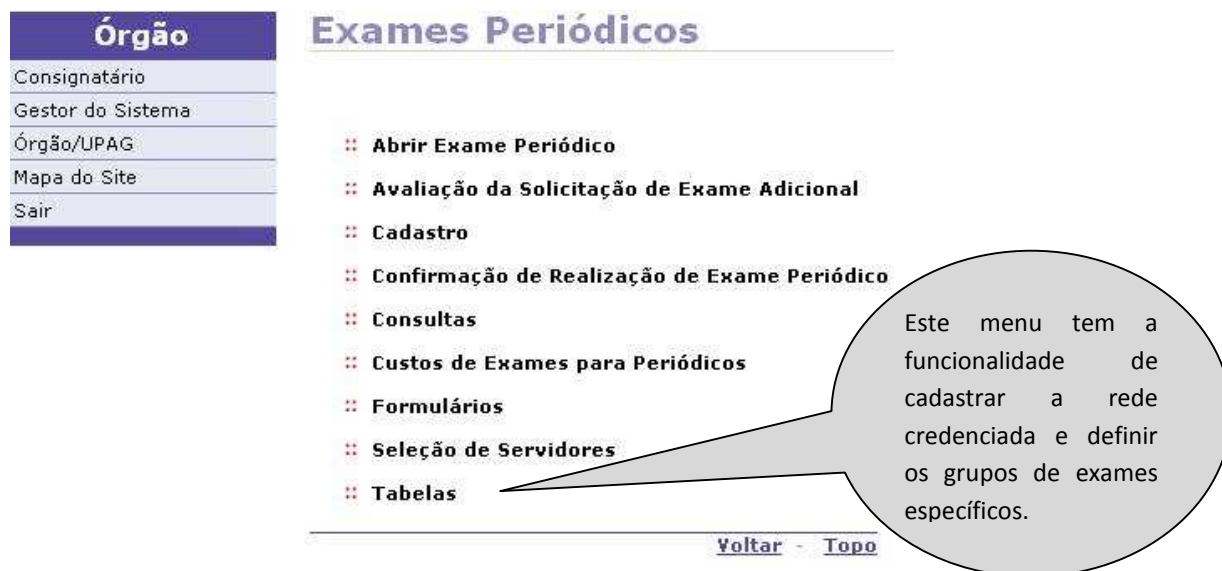 Órgão
Consignatário
Gestor do Sistema
Órgão/UPAG
Mapa do Site
Sair
Exames Periódicos
:: Abrir Exame Periódico
:: Avaliação da Solicitação de Exame Adicional
:: Cadastro
:: Confirmação de Realização de Exame Periódico
:: Consultas
:: Custos de Exames para Periódicos
:: Formulários
:: Seleção de Servidores
:: Tabelas
Este menu tem a
funcionalidade de
cadastrar a rede
credenciada e definir
os grupos de exames
específicos.
Voltar - Topo